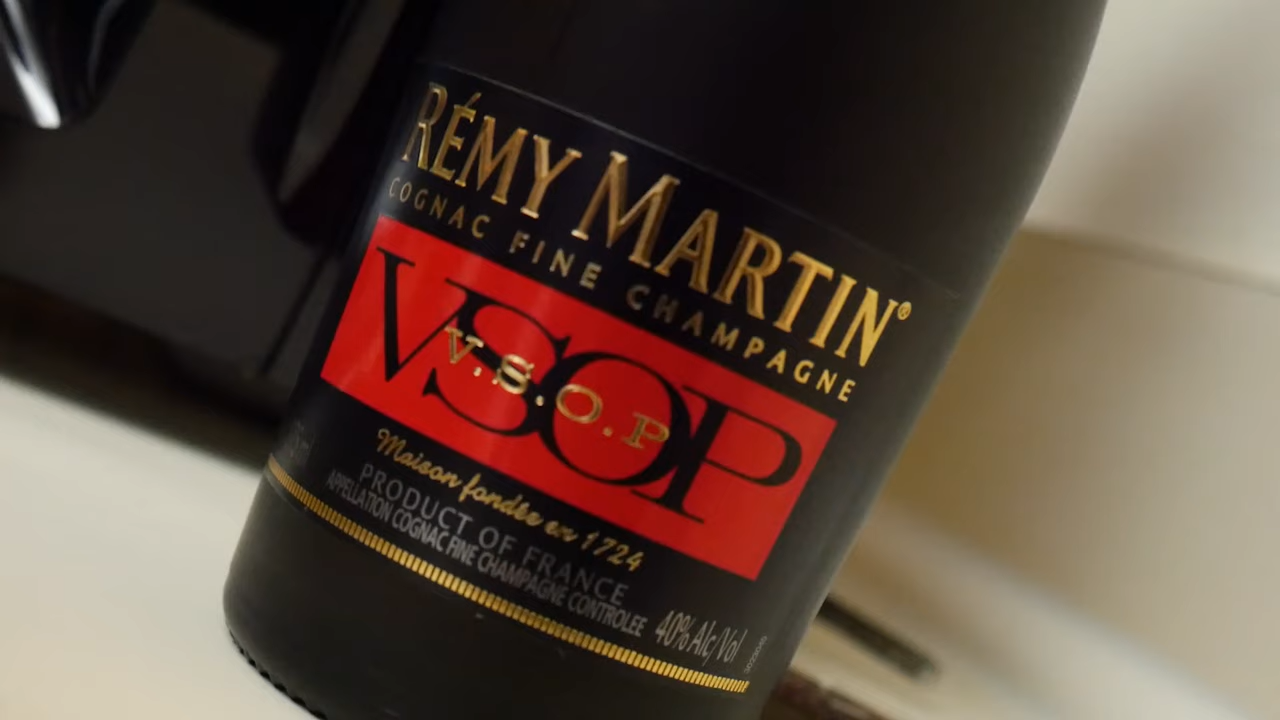 RÉMY MARTIN®
COGNAC FINE CHAMPAGNE
VSOP
V.S.O.P
Maison fondée en 1724
PRODUCT OF FRANCE
APPELLATION COGNAC FINE CHAMPAGNE CONTROLEE
40% Alc/Vol